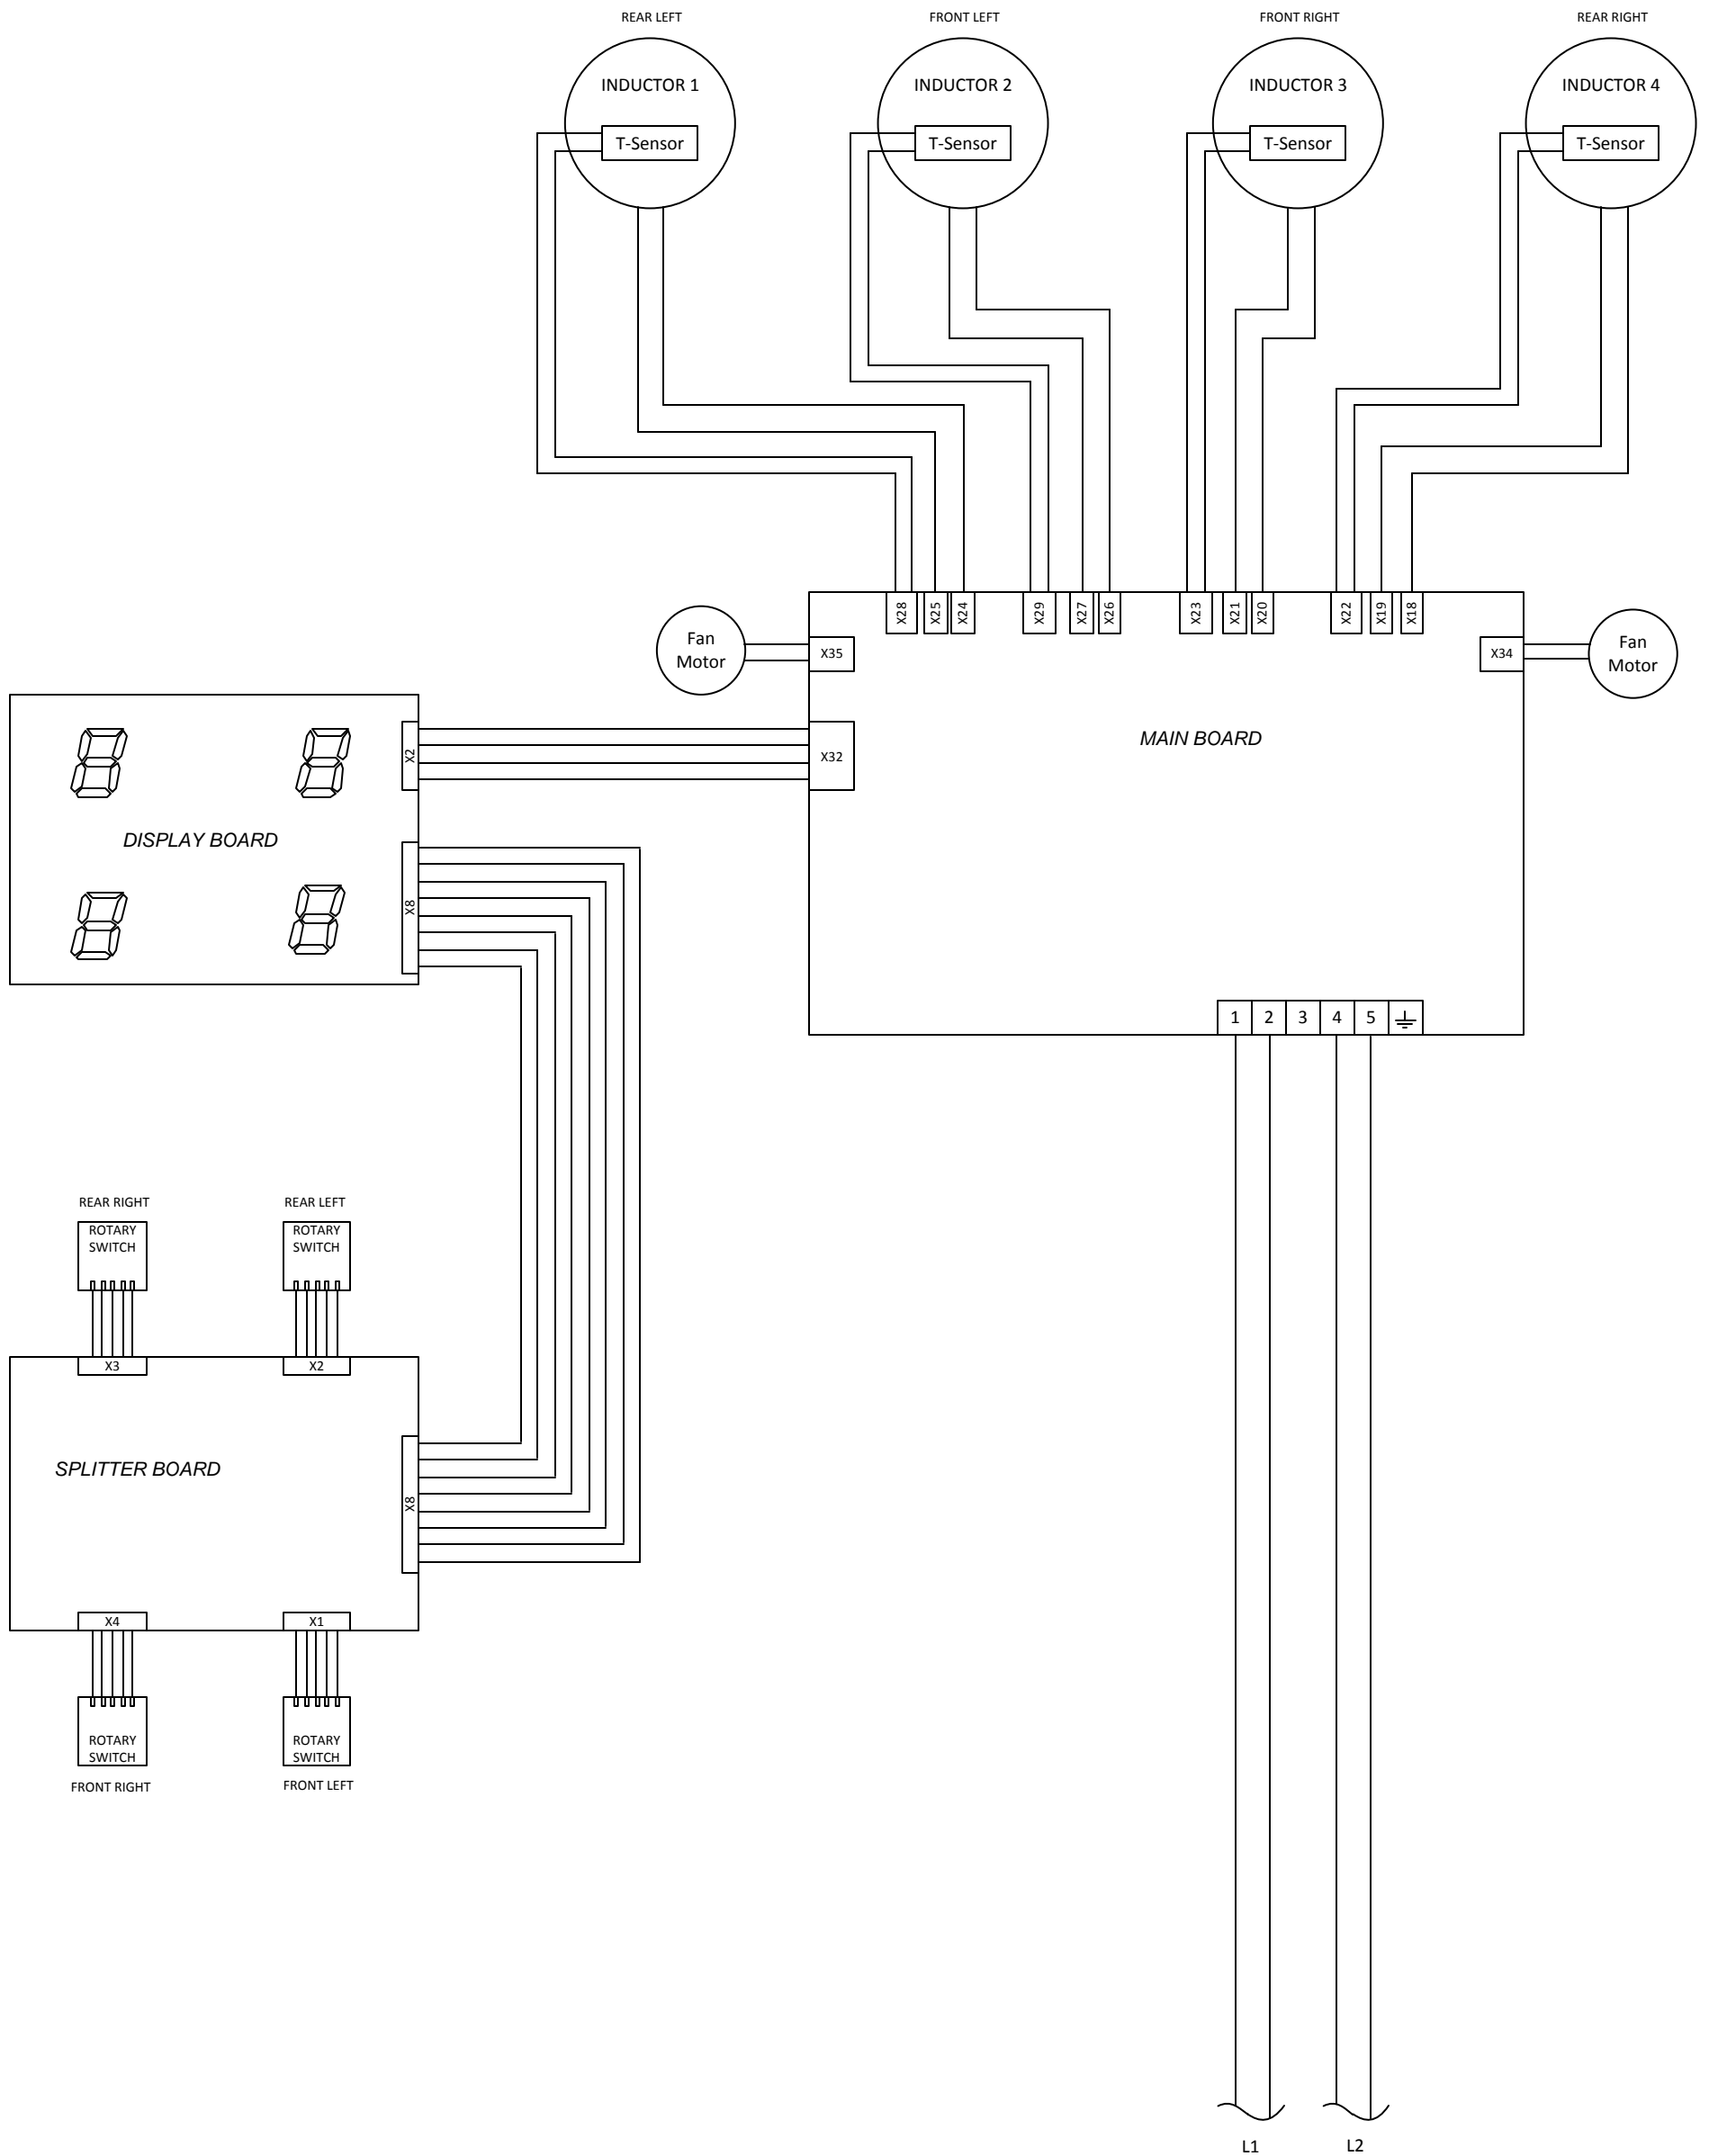 REAR LEFT
FRONT LEFT
FRONT RIGHT
REAR RIGHT
INDUCTOR 1
INDUCTOR 2
INDUCTOR 3
INDUCTOR 4
T-Sensor
T-Sensor
T-Sensor
T-Sensor
X28
X25
X24
X29
X27
X26
X23
X21
X20
X22
X19
X18
Fan
Motor
X35
X34
Fan
Motor
MAIN BOARD
X2
X32
DISPLAY BOARD
X8
1
2
3
4
5
REAR RIGHT
REAR LEFT
ROTARY
SWITCH
ROTARY
SWITCH
X3
X2
SPLITTER BOARD
X8
X4
X1
ROTARY
SWITCH
ROTARY
SWITCH
FRONT RIGHT
FRONT LEFT
L1
L2